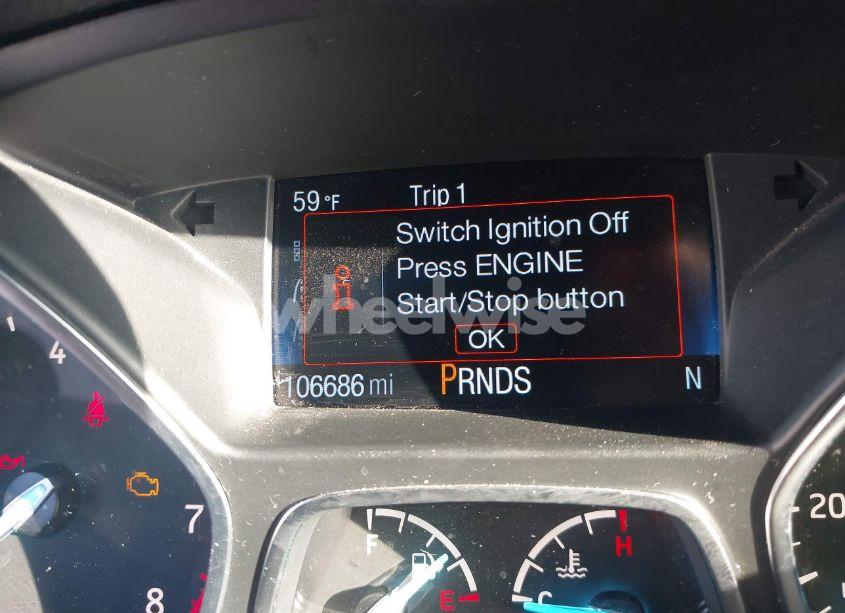 59 °F Trip 1
Switch Ignition Off
Press ENGINE
Start/Stop button
OK
wheelwise
106686 mi PRNDS N
4
7
8
F
E
H
C
20